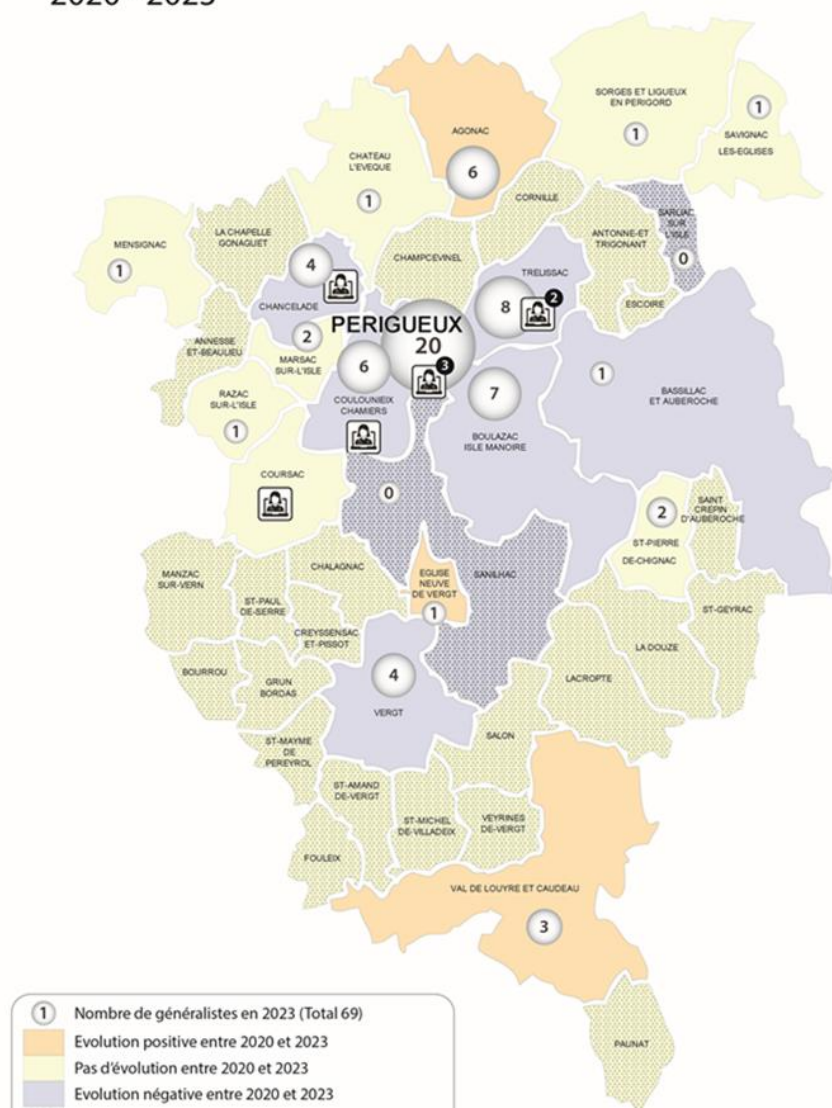 2020 - 2023
SORGES ET LIGUEUX
EN PERIGORD
1
1
SAVIGNAC
LES-EGLISES
AGONAC
6
CHATEAU
L'EVEQUE
1
CORNILLE
LA CHAPELLE
GONAGUET
MENSIGNAC
1
ANTONNE-ET
TRIGONANT
SARLIAC
SUR
L'ISLE
0
CHAMPCEVINEL
4
CHANCELADE
TRELISSAC
8
2
ESCOIRE
PERIGUEUX
20
3
2
MARSAC
SUR-L'ISLE
ANNESSE
ET-BEAULIEU
6
COULOUNIEIX
CHAMIERS
7
BOULAZAC
ISLE MANOIRE
1
BASSILLAC
ET AUBEROCHE
RAZAC
SUR-L'ISLE
1
COURSAC
0
2
ST-PIERRE
DE-CHIGNAC
SAINT
CREPIN
D'AUBEROCHE
MANZAC
SUR-VERN
CHALAGNAC
EGLISE
NEUVE
DE VERGT
1
SANILHAC
ST-PAUL
DE-SERRE
ST-GEYRAC
CREYSSENSAC
ET-PISSOT
LA DOUZE
BOURROU
GRUN
BORDAS
4
VERGT
LACROPTE
SALON
ST-MAYME
DE
PEREYROL
ST-AMAND
DE-VERGT
ST-MICHEL
DE-VILLADEIX
VEYRINES
DE-VERGT
FOULEIX
VAL DE LOUYRE ET CAUDEAU
3
PAUNAT
1 Nombre de généralistes en 2023 (Total 69)
Evolution positive entre 2020 et 2023
Pas d'évolution entre 2020 et 2023
Evolution négative entre 2020 et 2023